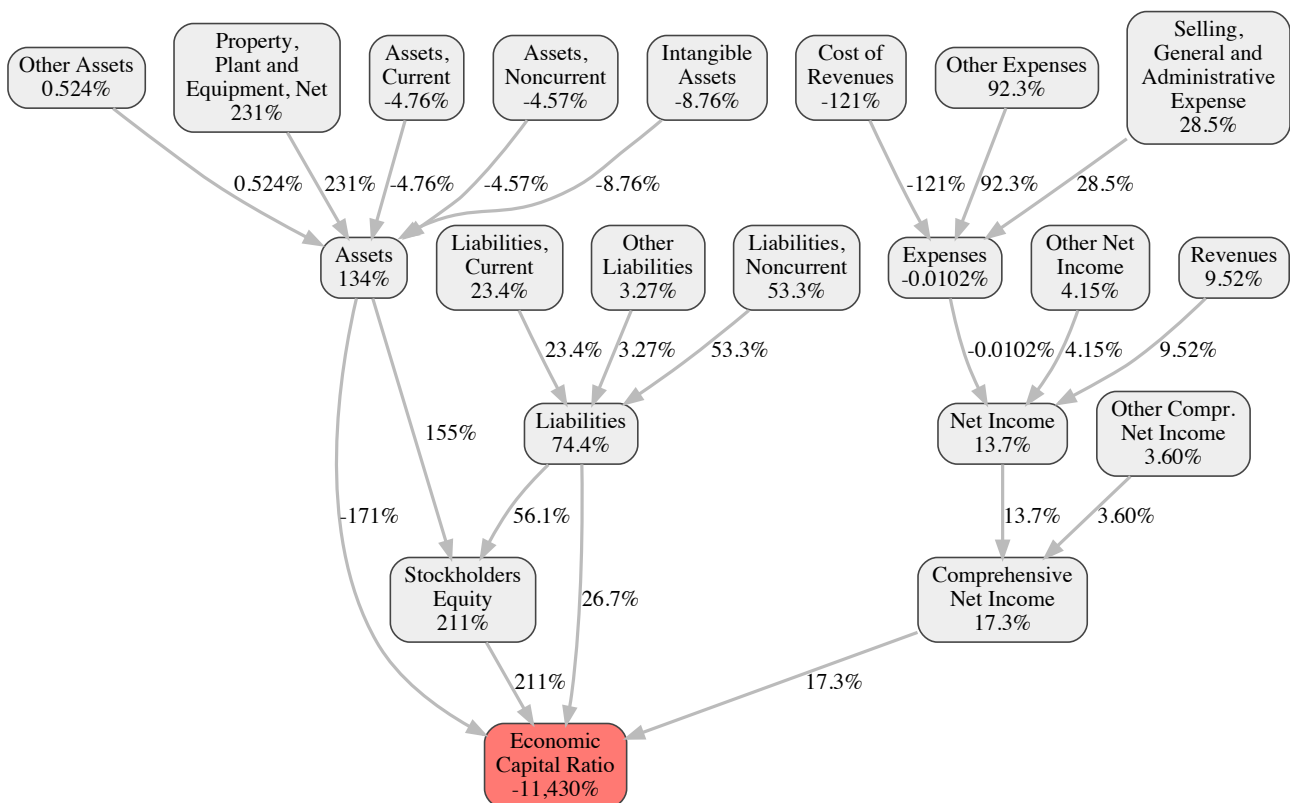 Other Assets
0.524%
Property,
Plant and
Equipment, Net
231%
Assets,
Current
-4.76%
Assets,
Noncurrent
-4.57%
Intangible
Assets
-8.76%
Cost of
Revenues
-121%
Other Expenses
92.3%
Selling,
General and
Administrative
Expense
28.5%
0.524%
231%
-4.76%
-4.57%
-8.76%
-121%
92.3%
28.5%
Assets
134%
Liabilities,
Current
23.4%
Other
Liabilities
3.27%
Liabilities,
Noncurrent
53.3%
Expenses
-0.0102%
Other Net
Income
4.15%
Revenues
9.52%
23.4%
3.27%
53.3%
-0.0102%
4.15%
9.52%
155%
Liabilities
74.4%
Net Income
13.7%
Other Compr.
Net Income
3.60%
-171%
56.1%
13.7%
3.60%
Stockholders
Equity
211%
26.7%
Comprehensive
Net Income
17.3%
211%
17.3%
Economic
Capital Ratio
-11,430%